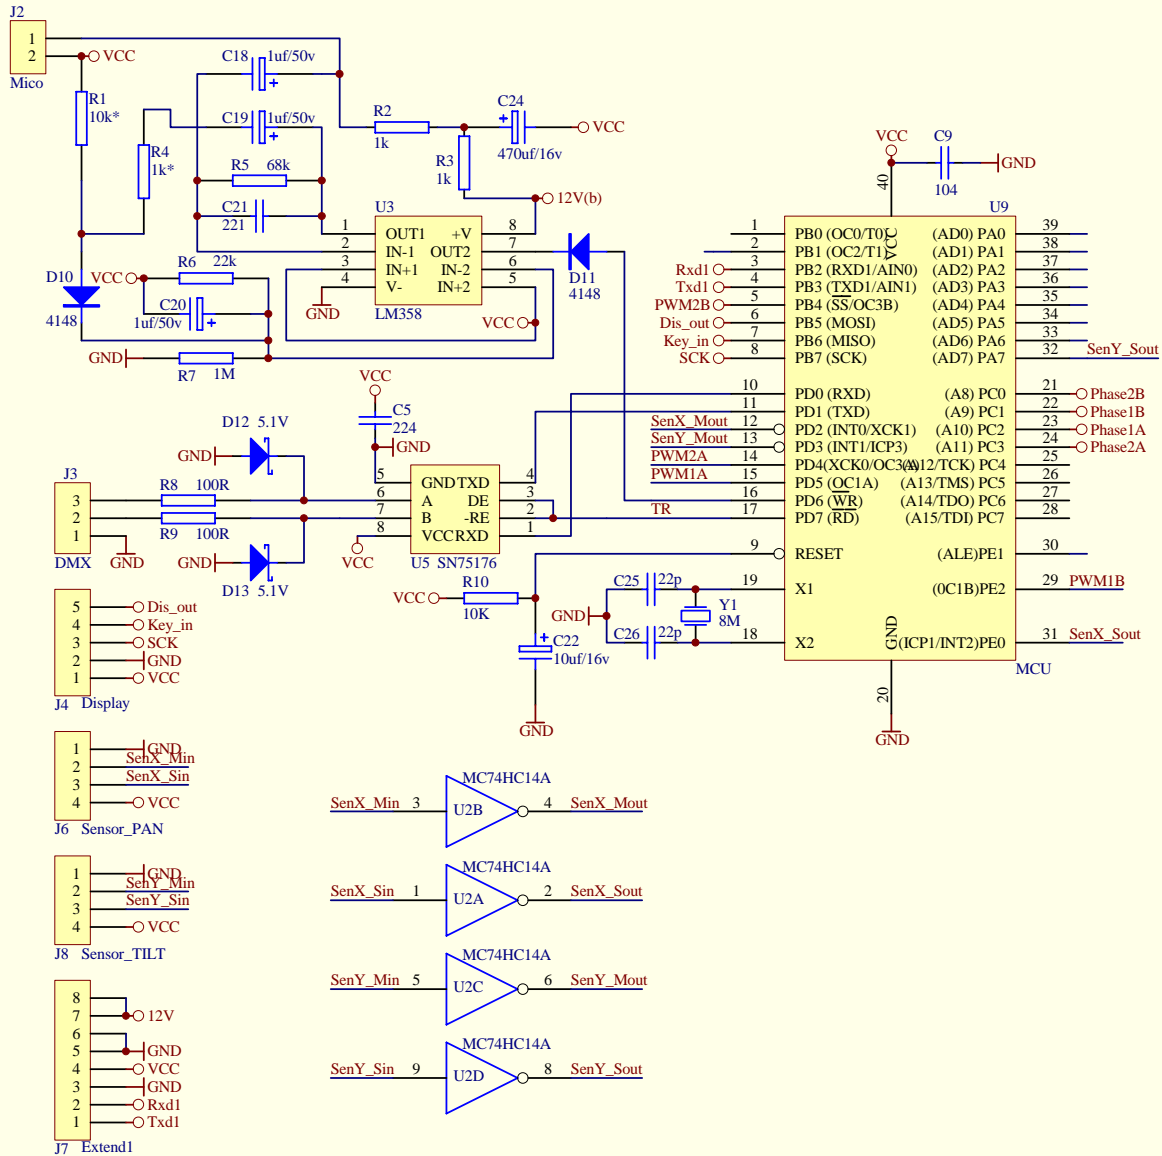 J2
1
2
VCC
Mico
R1
10k*
R4
1k*
C18 1uf/50v
C19 1uf/50v
R5 68k
C21
221
R2
1k
C24
470uf/16v
VCC
R3
1k
12V(b)
U3
1 OUT1 +V 8
2 IN-1 OUT2 7
3 IN+1 IN-2 6
4 V- IN+2 5
GND
LM358
VCC
D11
4148
D10
4148
VCC
R6 22k
C20
1uf/50v
GND
R7 1M
VCC
C5
224
GND
D12 5.1V
GND
J3
3
2
1
DMX
GND
R8 100R
R9 100R
GND
D13 5.1V
5 GND TXD 4
6 A DE 3
7 B -RE 2
8 VCC RXD 1
VCC
U5 SN75176
R10
VCC
10K
C22
10uf/16v
GND
VCC
C9
GND
104
40
U9
VCC
1 PB0 (OC0/T0)
2 PB1 (OC2/T1)
Rxd1 3 PB2 (RXD1/AIN0)
Txd1 4 PB3 (TXD1/AIN1)
PWM2B 5 PB4 (SS/OC3B)
Dis_out 6 PB5 (MOSI)
Key_in 7 PB6 (MISO)
SCK 8 PB7 (SCK)
10 PD0 (RXD)
11 PD1 (TXD)
SenX_Mout 12 PD2 (INT0/XCK1)
SenY_Mout 13 PD3 (INT1/ICP3)
PWM2A 14 PD4(XCK0/OC3A)
PWM1A 15 PD5 (OC1A)
16 PD6 (WR)
TR 17 PD7 (RD)
9 RESET
19 X1
18 X2
(AD0) PA0 39
(AD1) PA1 38
(AD2) PA2 37
(AD3) PA3 36
(AD4) PA4 35
(AD5) PA5 34
(AD6) PA6 33
(AD7) PA7 32 SenY_Sout
(A8) PC0 21 Phase2B
(A9) PC1 22 Phase1B
(A10) PC2 23 Phase1A
(A11) PC3 24 Phase2A
(A12/TCK) PC4 25
(A13/TMS) PC5 26
(A14/TDO) PC6 27
(A15/TDI) PC7 28
(ALE)PE1 30
(0C1B)PE2 29 PWM1B
(ICP1/INT2)PE0 31 SenX_Sout
GND
MCU
20
GND
C25 22p
GND
C26 22p
Y1
8M
5 Dis_out
4 Key_in
3 SCK
2 GND
1 VCC
J4 Display
1 GND
2 SenX_Min
3 SenX_Sin
4 VCC
J6 Sensor_PAN
1 GND
2 SenY_Min
3 SenY_Sin
4 VCC
J8 Sensor_TILT
8
7 12V
6
5 GND
4 VCC
3 GND
2 Rxd1
1 Txd1
J7 Extend1
MC74HC14A
SenX_Min 3 U2B 4 SenX_Mout
MC74HC14A
SenX_Sin 1 U2A 2 SenX_Sout
MC74HC14A
SenY_Min 5 U2C 6 SenY_Mout
MC74HC14A
SenY_Sin 9 U2D 8 SenY_Sout